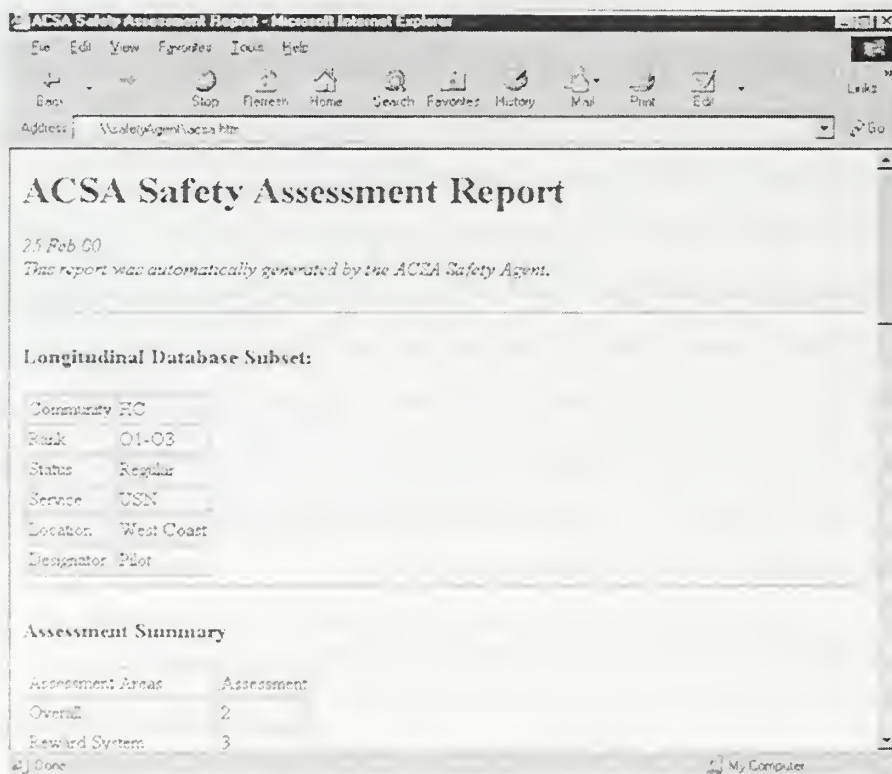 ACSA Safety Assessment Report - Microsoft Internet Explorer
File Edit View Favorites Tools Help
Back Stop Refresh Home Search Favorites History Mail Print Edit Links
Address \\safetyAgent\acsa.htm Go
ACSA Safety Assessment Report
25 Feb 00
This report was automatically generated by the ACSA Safety Agent.
Longitudinal Database Subset:
Community HC
Rank O1-O3
Status Regular
Service USN
Location West Coast
Designator Pilot
Assessment Summary
Assessment Areas Assessment
Overall 2
Reward System 3
Done My Computer